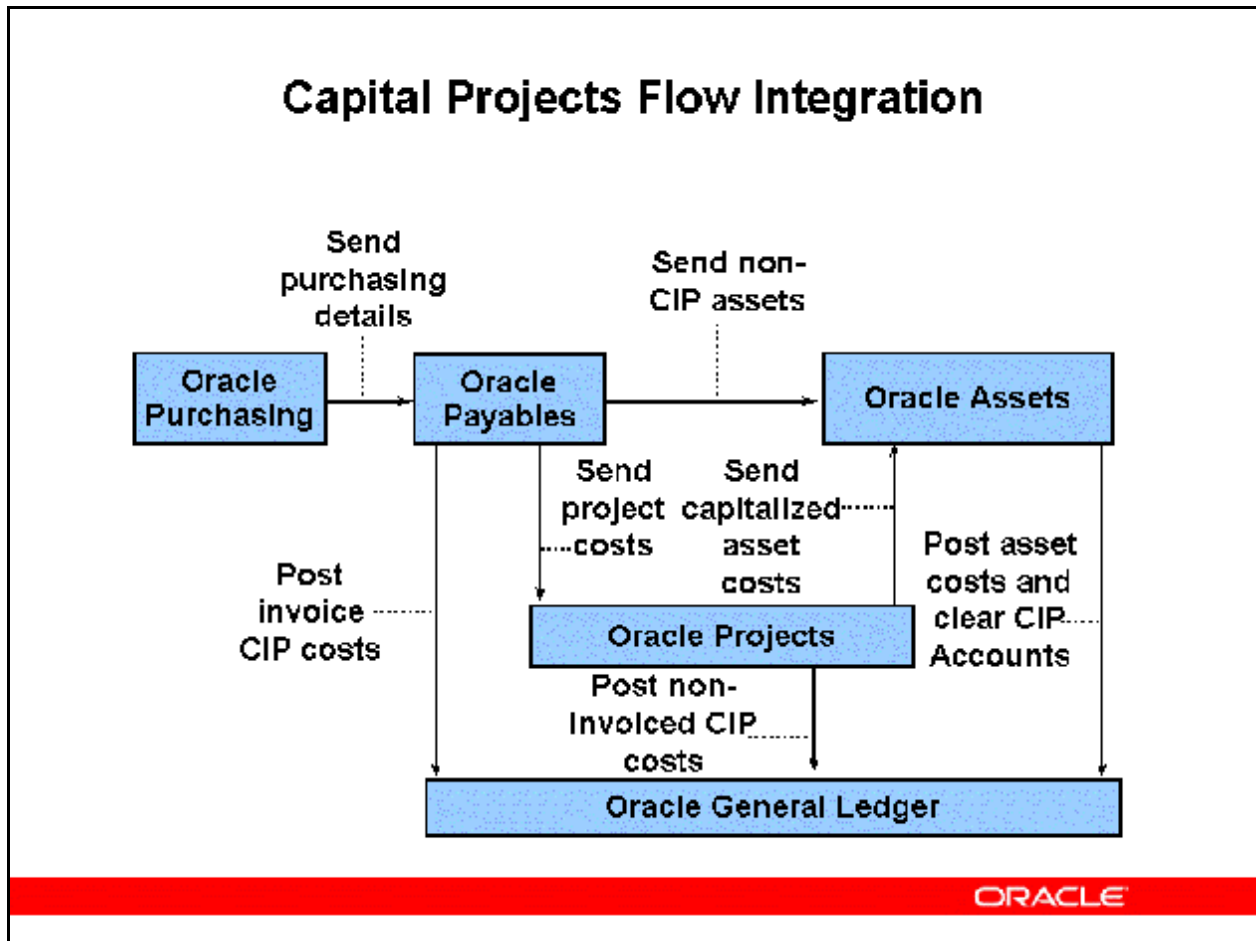 Capital Projects Flow Integration
Send
purchasing
details
Send non-
CIP assets
Oracle
Purchasing
Oracle
Payables
Oracle Assets
Send
project
costs
Send
capitalized
asset
costs
Post
invoice
CIP costs
Post asset
costs and
clear CIP
Accounts
Oracle Projects
Post non-
invoiced CIP
costs
Oracle General Ledger
ORACLE